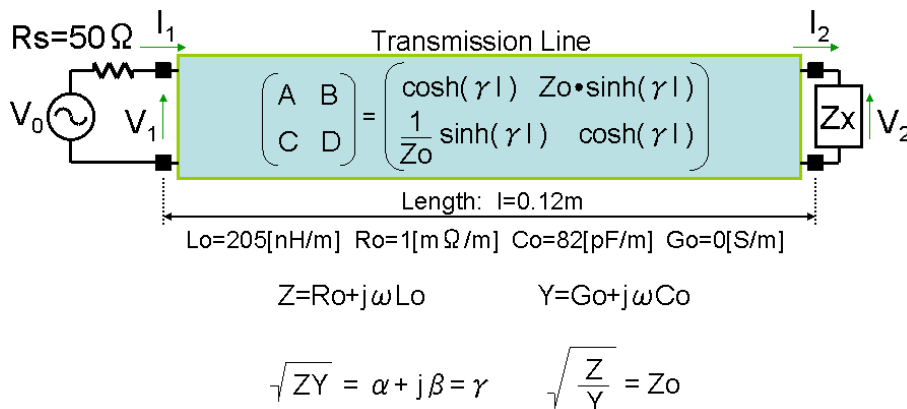 Rs=50Ω I1 Transmission Line I2
V0 V1 (A B C D) = (cosh(γl) Zo•sinh(γl) 1/Zo sinh(γl) cosh(γl)) Zx V2
Length: l=0.12m
Lo=205[nH/m] Ro=1[mΩ/m] Co=82[pF/m] Go=0[S/m]
Z=Ro+jωLo Y=Go+jωCo
√ZY = α+jβ=γ √Z/Y = Zo